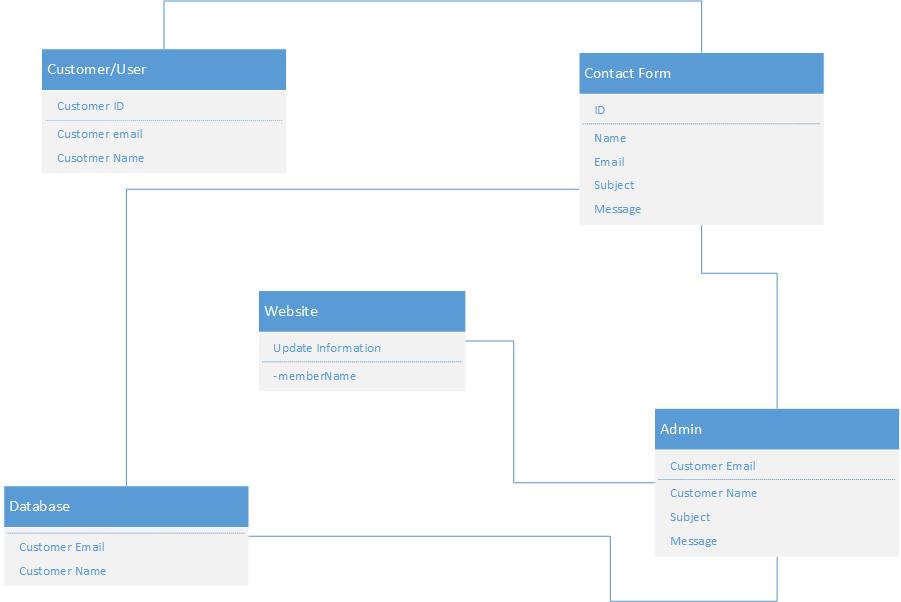 Customer/User
Customer ID
Customer email
Cusotmer Name
Contact Form
ID
Name
Email
Subject
Message
Website
Update Information
-memberName
Admin
Customer Email
Customer Name
Subject
Message
Database
Customer Email
Customer Name